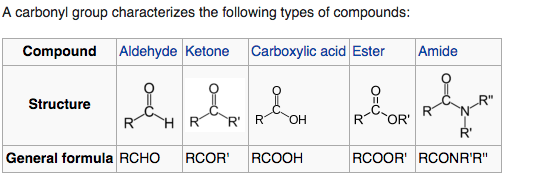 A carbonyl group characterizes the following types of compounds:
Compound Aldehyde Ketone Carboxylic acid Ester Amide
Structure
O O O O O
C C C C C
R H R R' R OH R OR' R N R" R'
General formula RCHO RCOR' RCOOH RCOOR' RCONR'R"